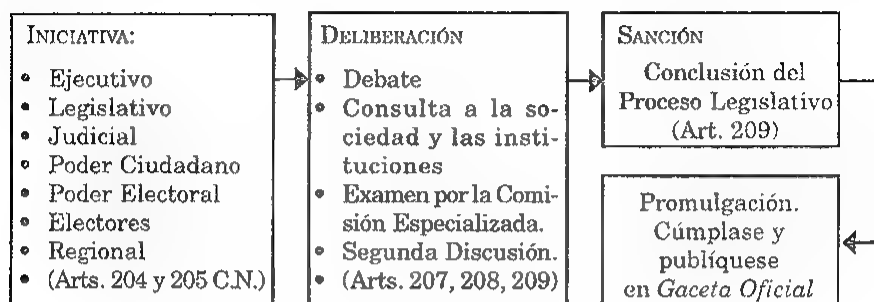 INICIATIVA:
• Ejecutivo
• Legislativo
• Judicial
• Poder Ciudadano
• Poder Electoral
• Electores
• Regional
• (Arts. 204 y 205 C.N.)
DELIBERACIÓN
• Debate
• Consulta a la so-
ciedad y las insti-
tuciones
• Examen por la Comi-
sión Especializada.
• Segunda Discusión.
• (Arts. 207, 208, 209)
SANCIÓN
Conclusión del
Proceso Legislativo
(Art. 209)
Promulgación.
Cúmplase y
publíquese
en Gaceta Oficial